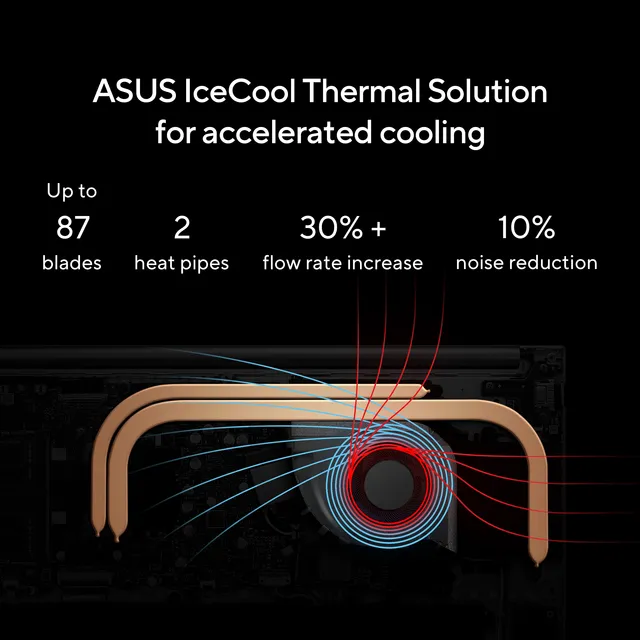 ASUS IceCool Thermal Solution
for accelerated cooling
Up to
87
blades
2
heat pipes
30% +
flow rate increase
10%
noise reduction